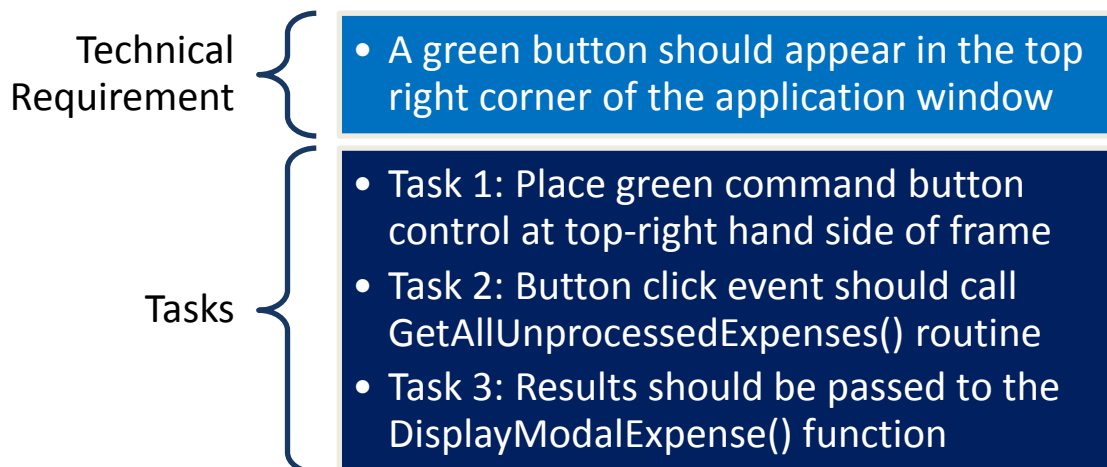 Technical
Requirement
• A green button should appear in the top
right corner of the application window
Tasks
• Task 1: Place green command button
control at top-right hand side of frame
• Task 2: Button click event should call
GetAllUnprocessedExpenses() routine
• Task 3: Results should be passed to the
DisplayModalExpense() function